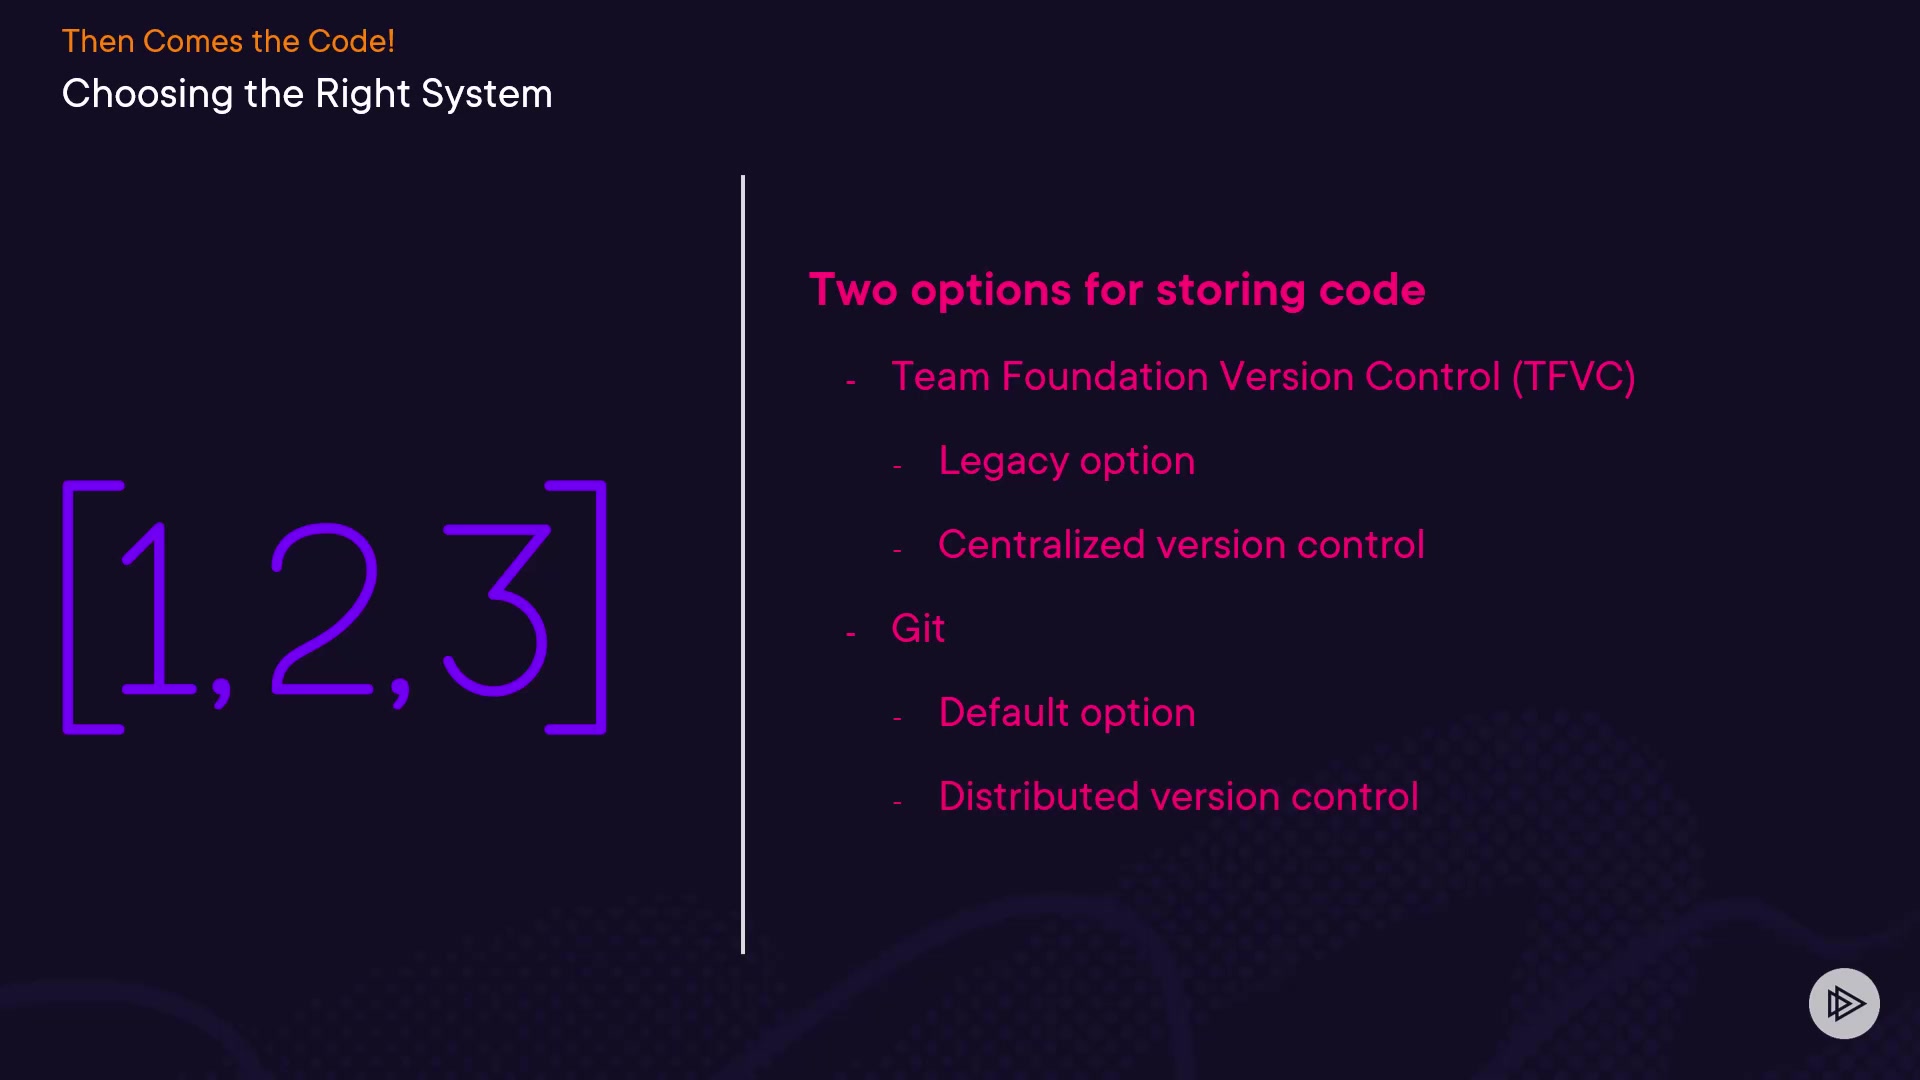 Then Comes the Code!
Choosing the Right System
[1,2,3]
Two options for storing code
- Team Foundation Version Control (TFVC)
- Legacy option
- Centralized version control
- Git
- Default option
- Distributed version control